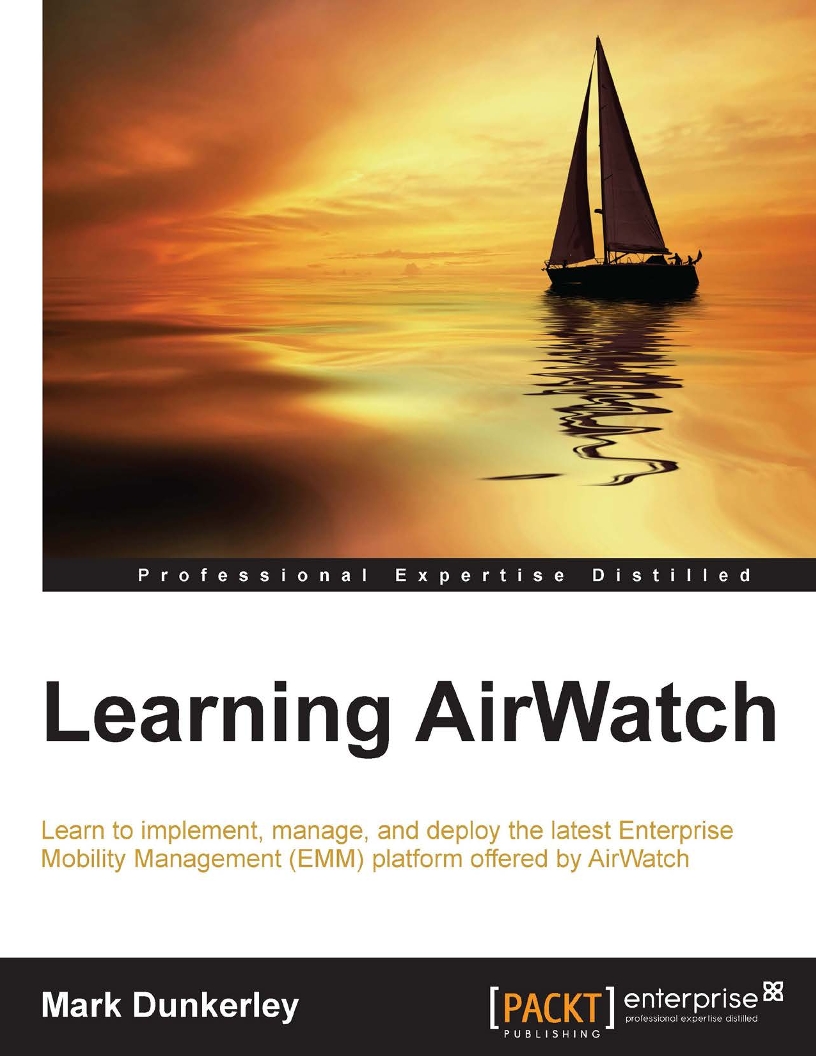 Professional Expertise Distilled
Learning AirWatch
Learn to implement, manage, and deploy the latest Enterprise
Mobility Management (EMM) platform offered by AirWatch
Mark Dunkerley
[PACKT]
PUBLISHING
enterprise
professional expertise distilled